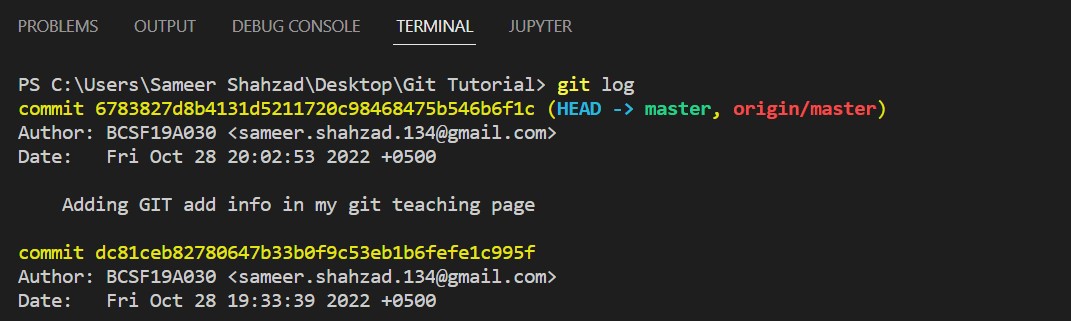 PROBLEMS OUTPUT DEBUG CONSOLE TERMINAL JUPYTER
PS C:\Users\Sameer Shahzad\Desktop\Git Tutorial> git log
commit 6783827d8b4131d5211720c98468475b546b6f1c (HEAD -> master, origin/master)
Author: BCSF19A030 <sameer.shahzad.134@gmail.com>
Date:   Fri Oct 28 20:02:53 2022 +0500
    Adding GIT add info in my git teaching page
commit dc81ceb82780647b33b0f9c53eb1b6fefe1c995f
Author: BCSF19A030 <sameer.shahzad.134@gmail.com>
Date:   Fri Oct 28 19:33:39 2022 +0500